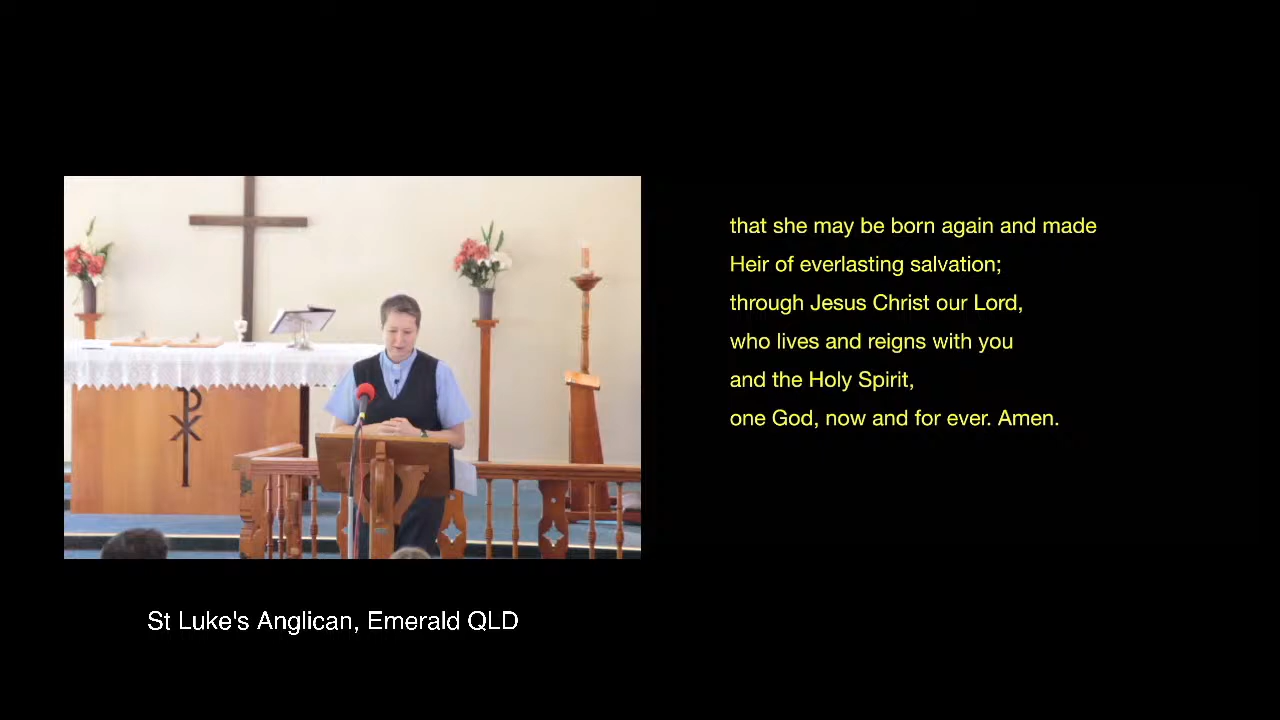 that she may be born again and made
Heir of everlasting salvation;
through Jesus Christ our Lord,
who lives and reigns with you
and the Holy Spirit,
one God, now and for ever. Amen.
St Luke's Anglican, Emerald QLD